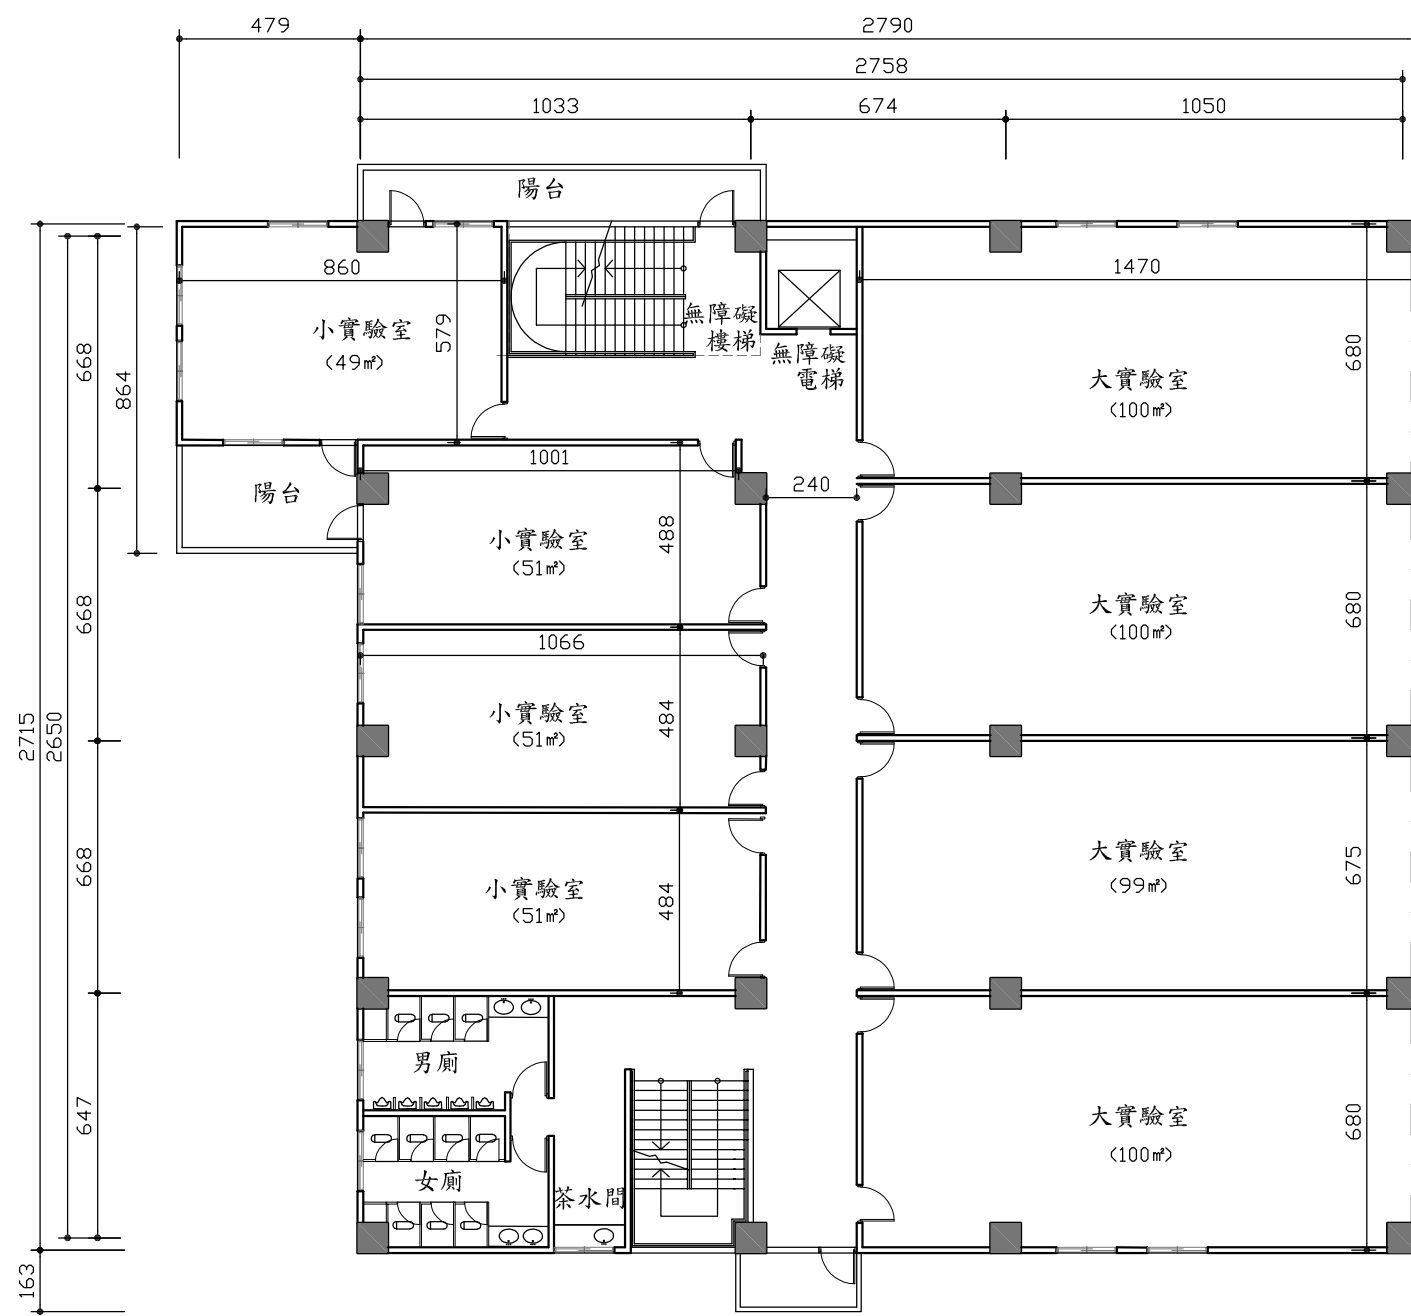 479
2790
2758
1033
674
1050
陽台
860
579
小實驗室
(49㎡)
無障礙
樓梯
無障礙
電梯
1470
680
大實驗室
(100㎡)
668
864
陽台
1001
240
小實驗室
(51㎡)
488
大實驗室
(100㎡)
680
668
1066
小實驗室
(51㎡)
484
2715
2650
大實驗室
(99㎡)
675
668
小實驗室
(51㎡)
484
男廁
女廁
茶水間
647
大實驗室
(100㎡)
680
163